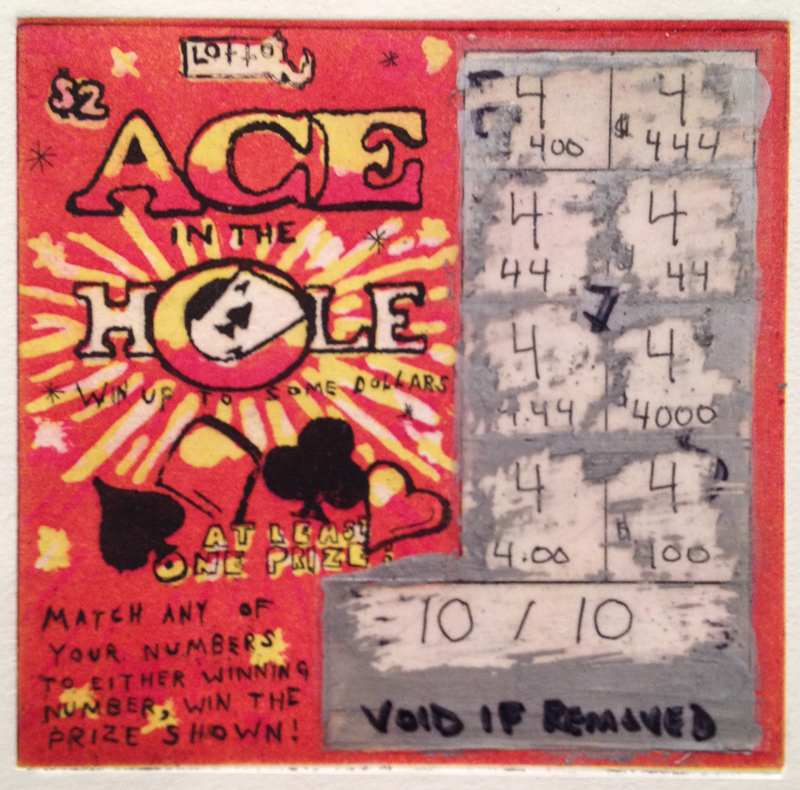 LOTTO
$2
ACE
IN THE
HOLE
WIN UP TO SOME DOLLARS
AT LEAST
ONE PRIZE!
MATCH ANY OF
YOUR NUMBERS
TO EITHER WINNING
NUMBER, WIN THE
PRIZE SHOWN!
4 4
400 $444
4 4
44 44
4 4
4.44 $4000
4 4
4.00 $100
10 / 10
VOID IF REMOVED